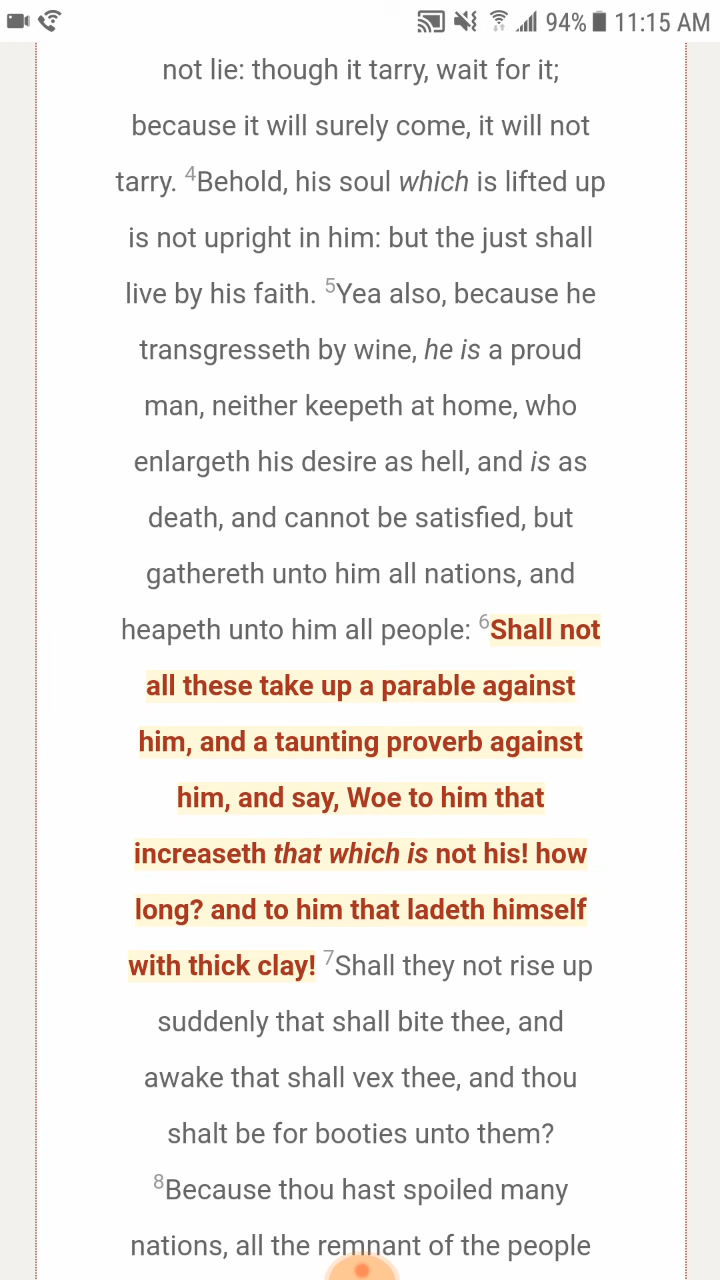 94% 11:15 AM
not lie: though it tarry, wait for it;
because it will surely come, it will not
tarry. 4Behold, his soul which is lifted up
is not upright in him: but the just shall
live by his faith. 5Yea also, because he
transgresseth by wine, he is a proud
man, neither keepeth at home, who
enlargeth his desire as hell, and is as
death, and cannot be satisfied, but
gathereth unto him all nations, and
heapeth unto him all people: 6Shall not
all these take up a parable against
him, and a taunting proverb against
him, and say, Woe to him that
increaseth that which is not his! how
long? and to him that ladeth himself
with thick clay! 7Shall they not rise up
suddenly that shall bite thee, and
awake that shall vex thee, and thou
shalt be for booties unto them?
8Because thou hast spoiled many
nations, all the remnant of the people